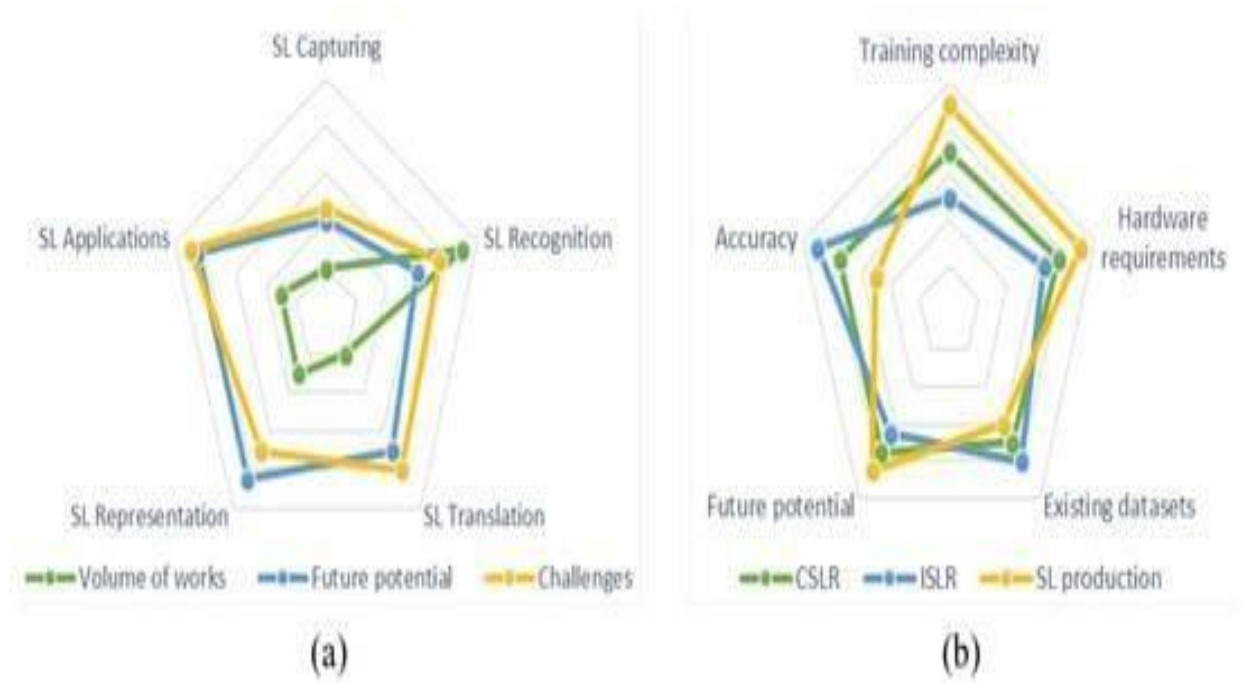 SL Capturing
SL Applications
SL Recognition
SL Representation
SL Translation
Volume of works
Future potential
Challenges
(a)
Training complexity
Accuracy
Hardware
requirements
Future potential
Existing datasets
CSLR
ISLR
SL production
(b)